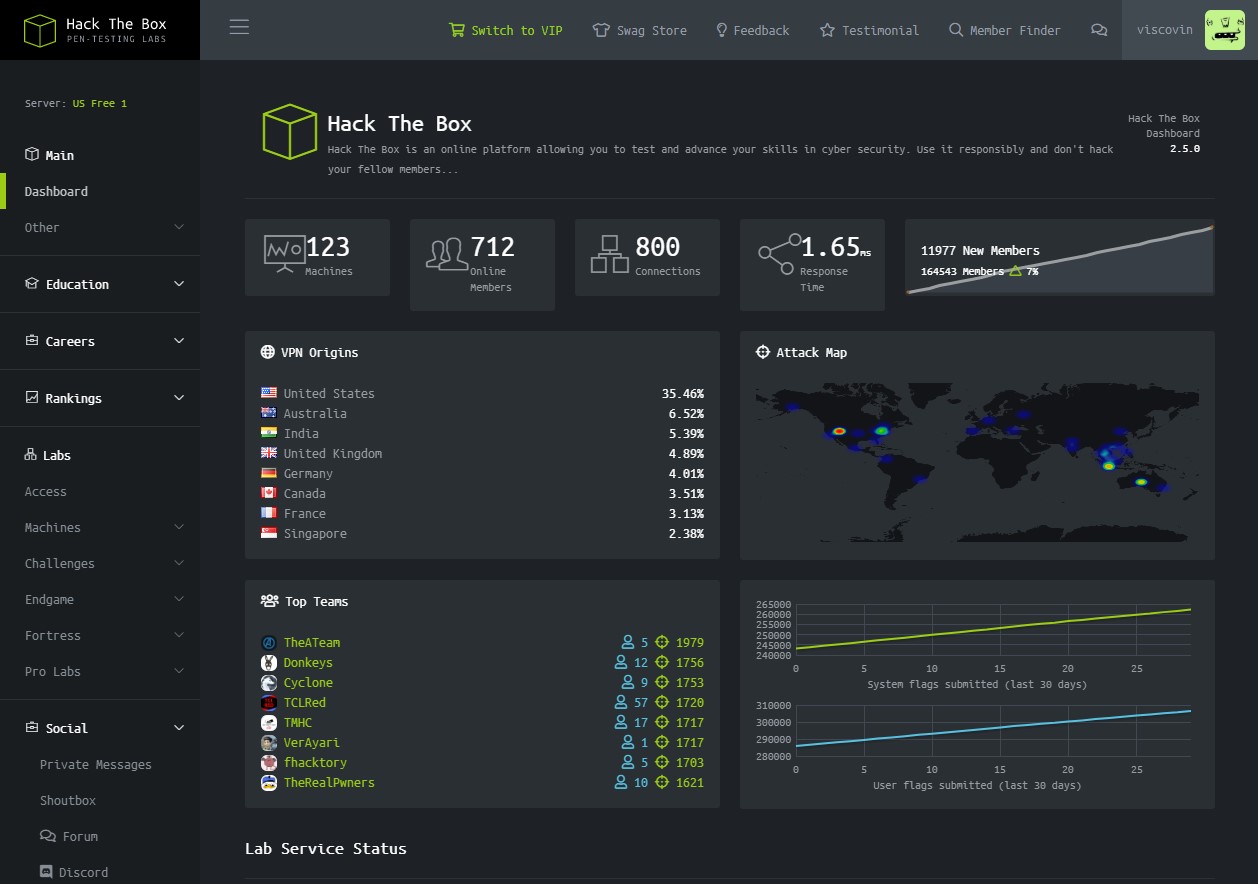 Hack The Box
PEN-TESTING LABS
Switch to VIP
Swag Store
Feedback
Testimonial
Member Finder
viscovin
Server: US Free 1
Main
Dashboard
Other
Education
Careers
Rankings
Labs
Access
Machines
Challenges
Endgame
Fortress
Pro Labs
Social
Private Messages
Shoutbox
Forum
Discord
Hack The Box
Hack The Box is an online platform allowing you to test and advance your skills in cyber security. Use it responsibly and don't hack
your fellow members...
Hack The Box
Dashboard
2.5.0
123
Machines
712
Online
Members
800
Connections
1.65ms
Response
Time
11977 New Members
164543 Members 7%
VPN Origins
United States 35.46%
Australia 6.52%
India 5.39%
United Kingdom 4.89%
Germany 4.01%
Canada 3.51%
France 3.13%
Singapore 2.38%
Attack Map
Top Teams
TheATeam 5 1979
Donkeys 12 1756
Cyclone 9 1753
TCLRed 57 1720
TMHC 17 1717
VerAyari 1 1717
fhacktory 5 1703
TheRealPwners 10 1621
265000
260000
255000
250000
245000
240000
0 5 10 15 20 25
System flags submitted (last 30 days)
310000
300000
290000
280000
0 5 10 15 20 25
User flags submitted (last 30 days)
Lab Service Status